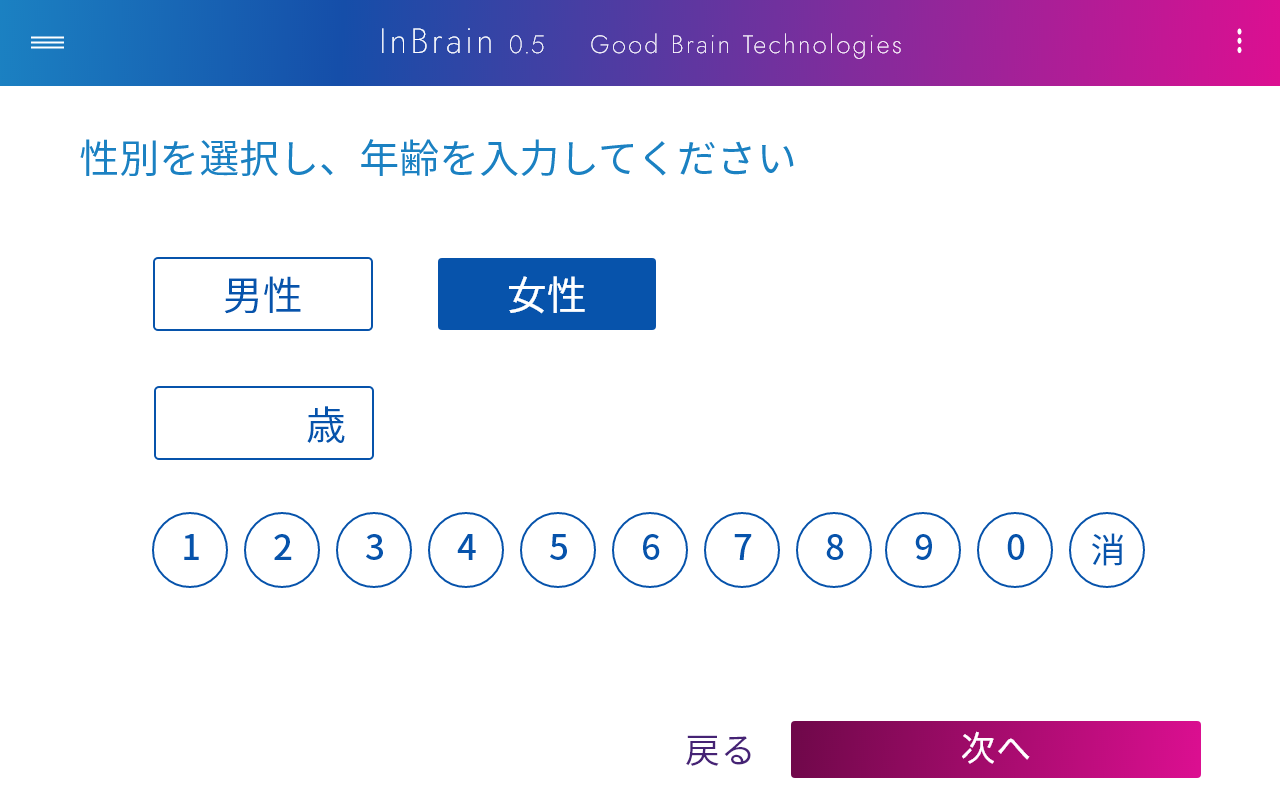 InBrain 0.5 Good Brain Technologies
性別を選択し、年齢を入力してください
男性 女性
歳
1 2 3 4 5 6 7 8 9 0 消
戻る 次へ